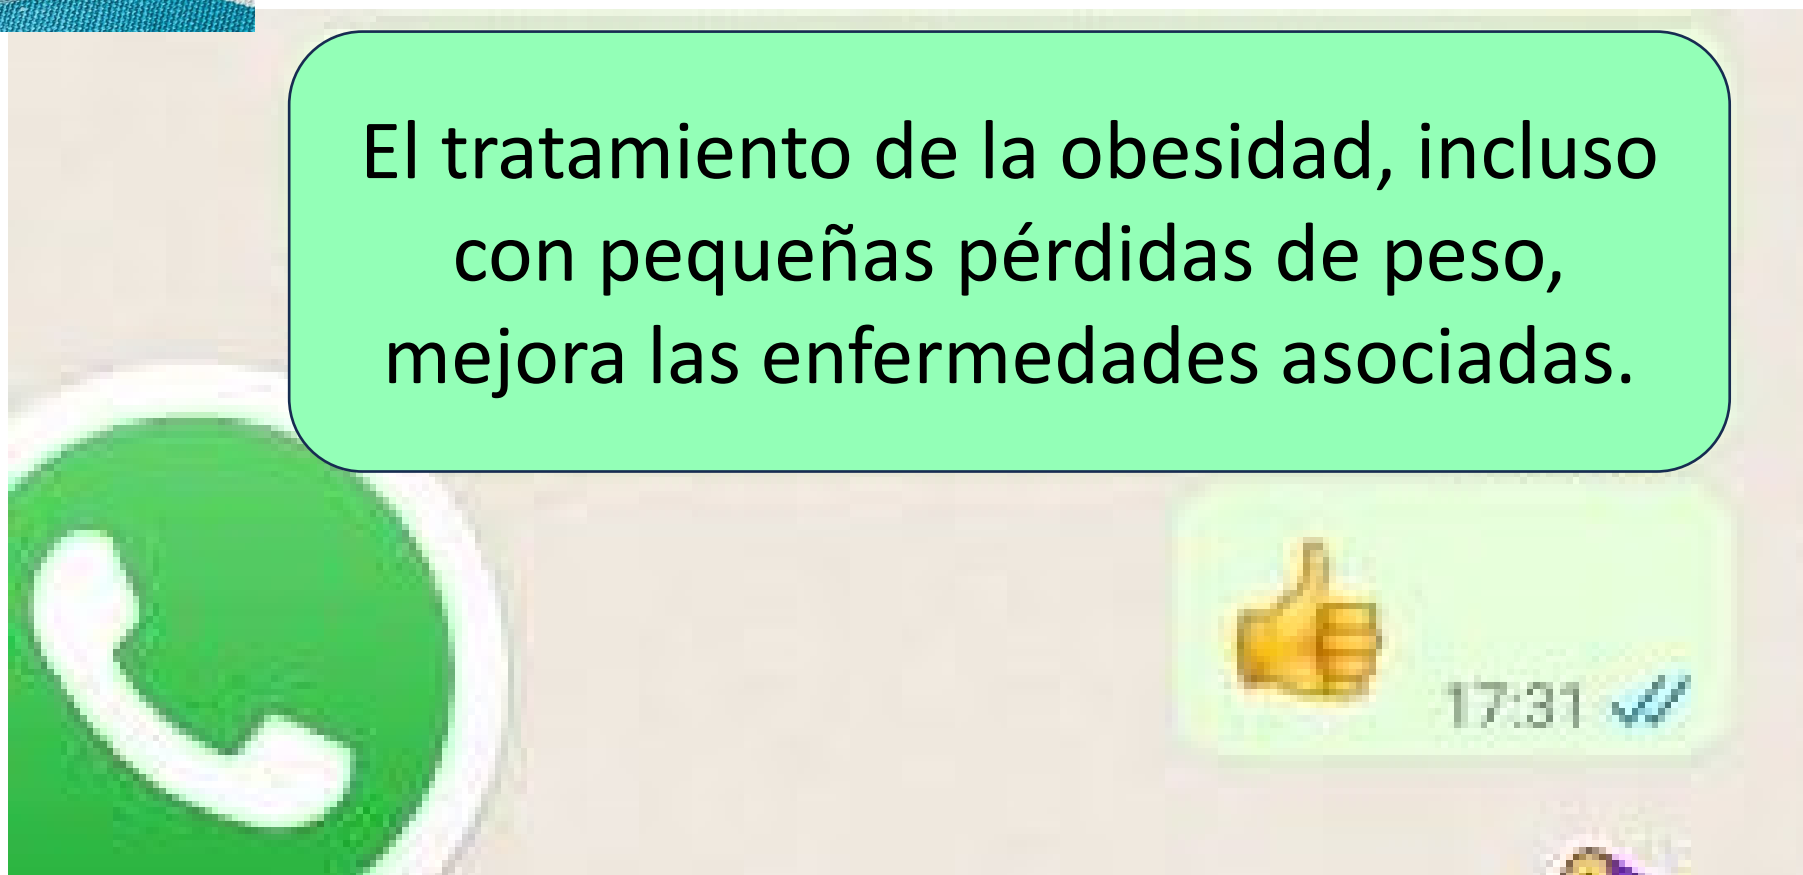 El tratamiento de la obesidad, incluso
con pequeñas pérdidas de peso,
mejora las enfermedades asociadas.
17:31